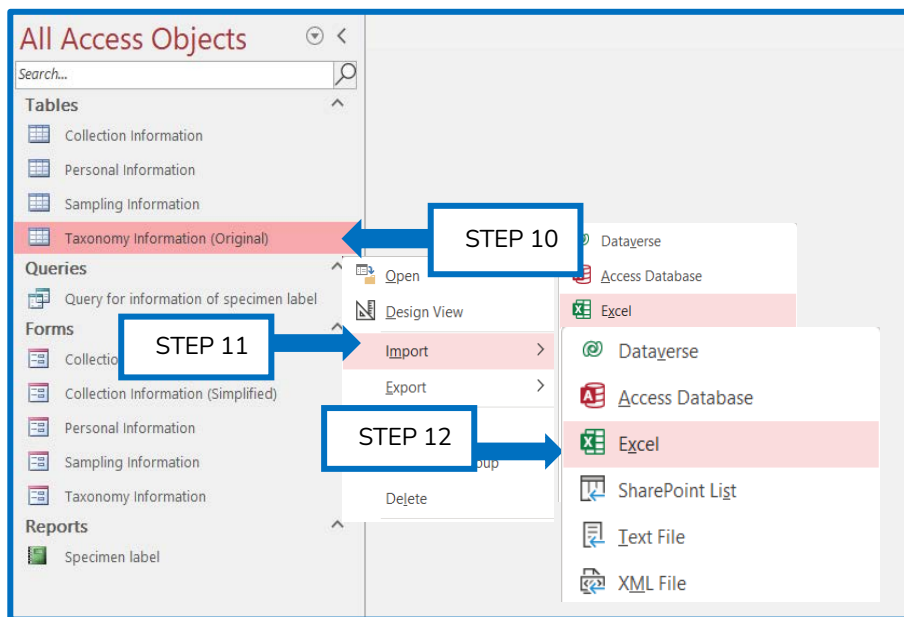 All Access Objects
Search...
Tables
Collection Information
Personal Information
Sampling Information
Taxonomy Information (Original)
Queries
Query for information of specimen label
Forms
Collectio
Collection Information (Simplified)
Personal Information
Sampling Information
Taxonomy Information
Reports
Specimen label
STEP 10
STEP 11
STEP 12
Open
Design View
Import
Export
Delete
Dataverse
Access Database
Excel
Dataverse
Access Database
Excel
SharePoint List
Text File
XML File